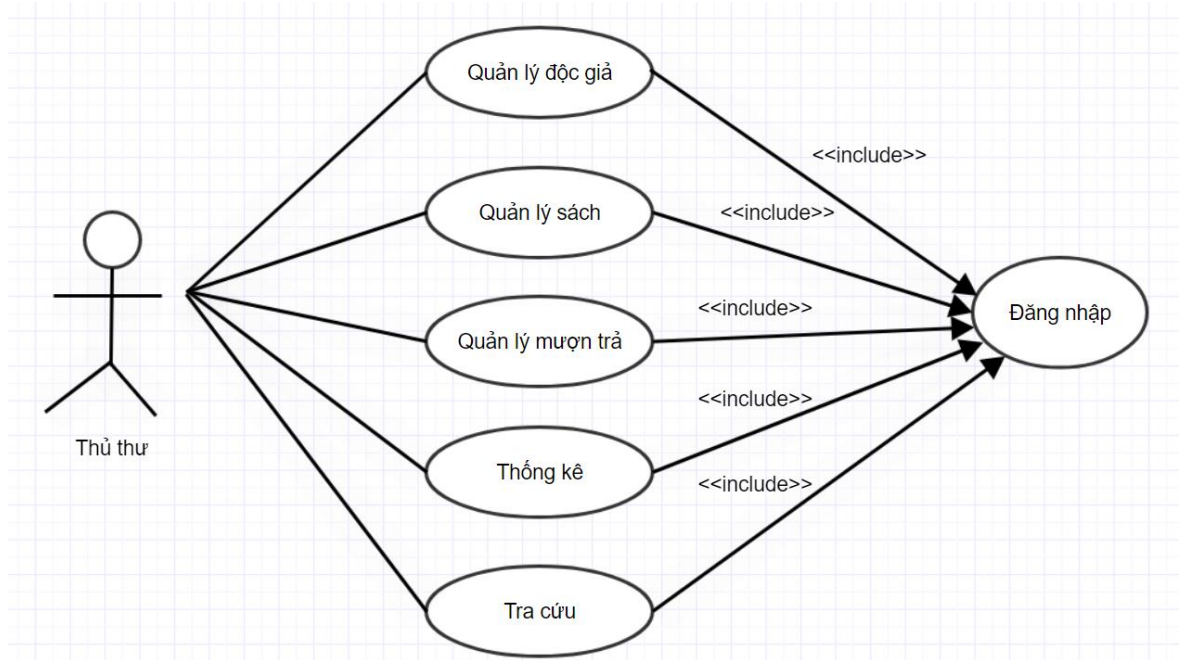 Quản lý độc giả
<<include>>
Quản lý sách
<<include>>
Quản lý mượn trả
<<include>>
Đăng nhập
<<include>>
Thủ thư
Thống kê
<<include>>
Tra cứu